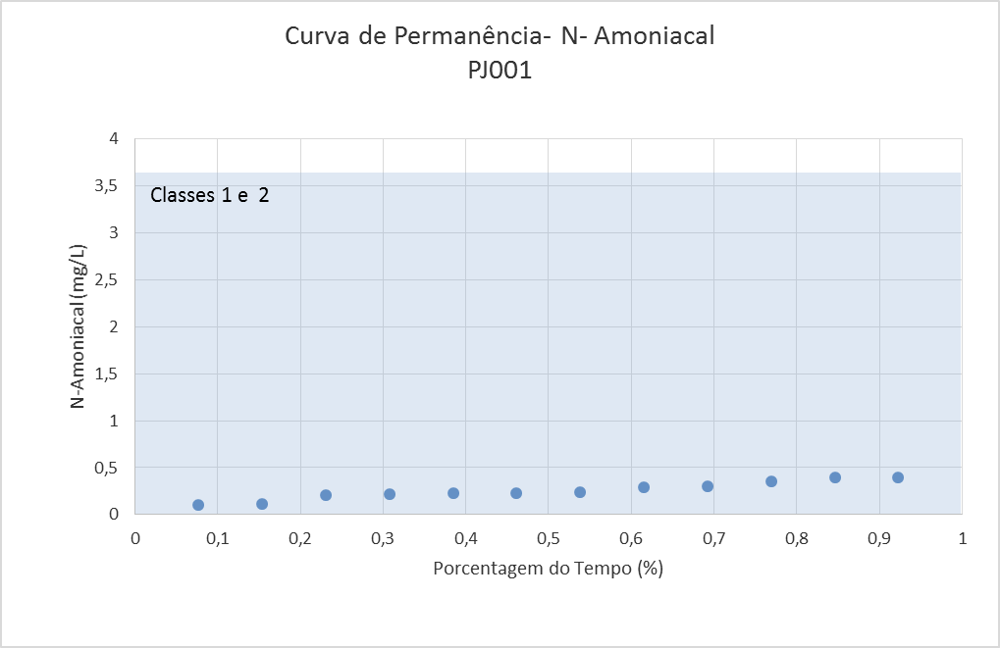 Curva de Permanência- N- Amoniacal
PJ001
4
3,5
3
2,5
2
1,5
1
0,5
0
Classes 1 e  2
N-Amoniacal (mg/L)
0 0,1 0,2 0,3 0,4 0,5 0,6 0,7 0,8 0,9 1
Porcentagem do Tempo (%)